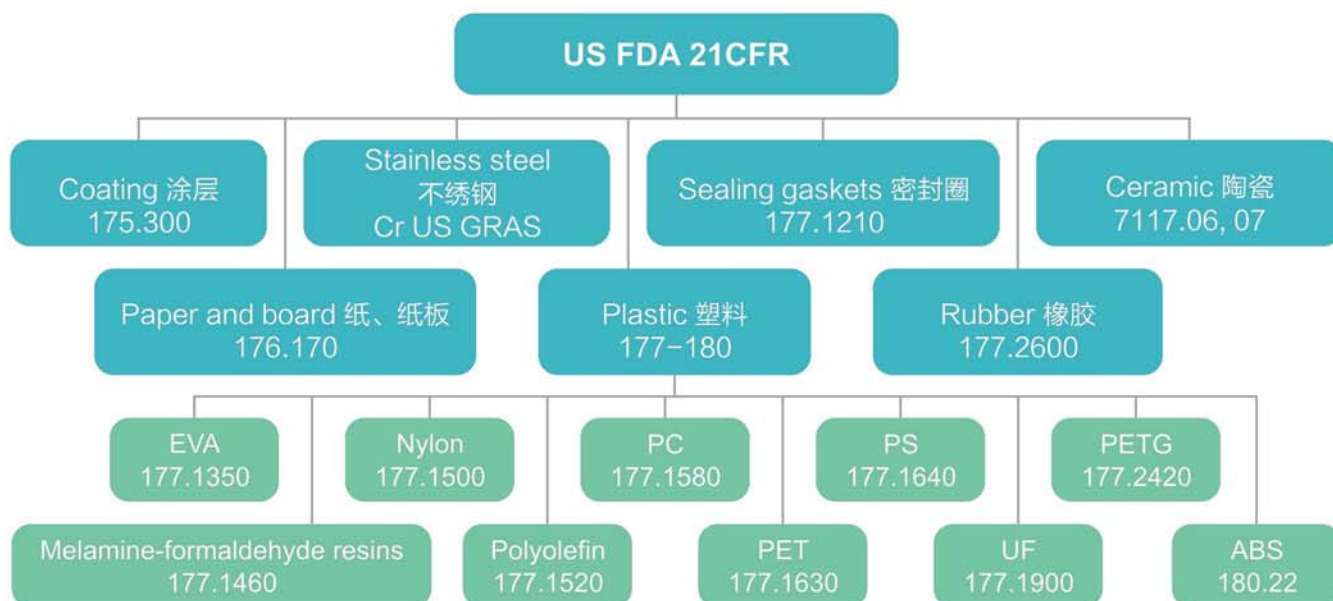 US FDA 21CFR
Coating 涂层
175.300
Stainless steel
不绣钢
Cr US GRAS
Sealing gaskets 密封圈
177.1210
Ceramic 陶瓷
7117.06, 07
Paper and board 纸、纸板
176.170
Plastic 塑料
177-180
Rubber 橡胶
177.2600
EVA
177.1350
Nylon
177.1500
PC
177.1580
PS
177.1640
PETG
177.2420
Melamine-formaldehyde resins
177.1460
Polyolefin
177.1520
PET
177.1630
UF
177.1900
ABS
180.22